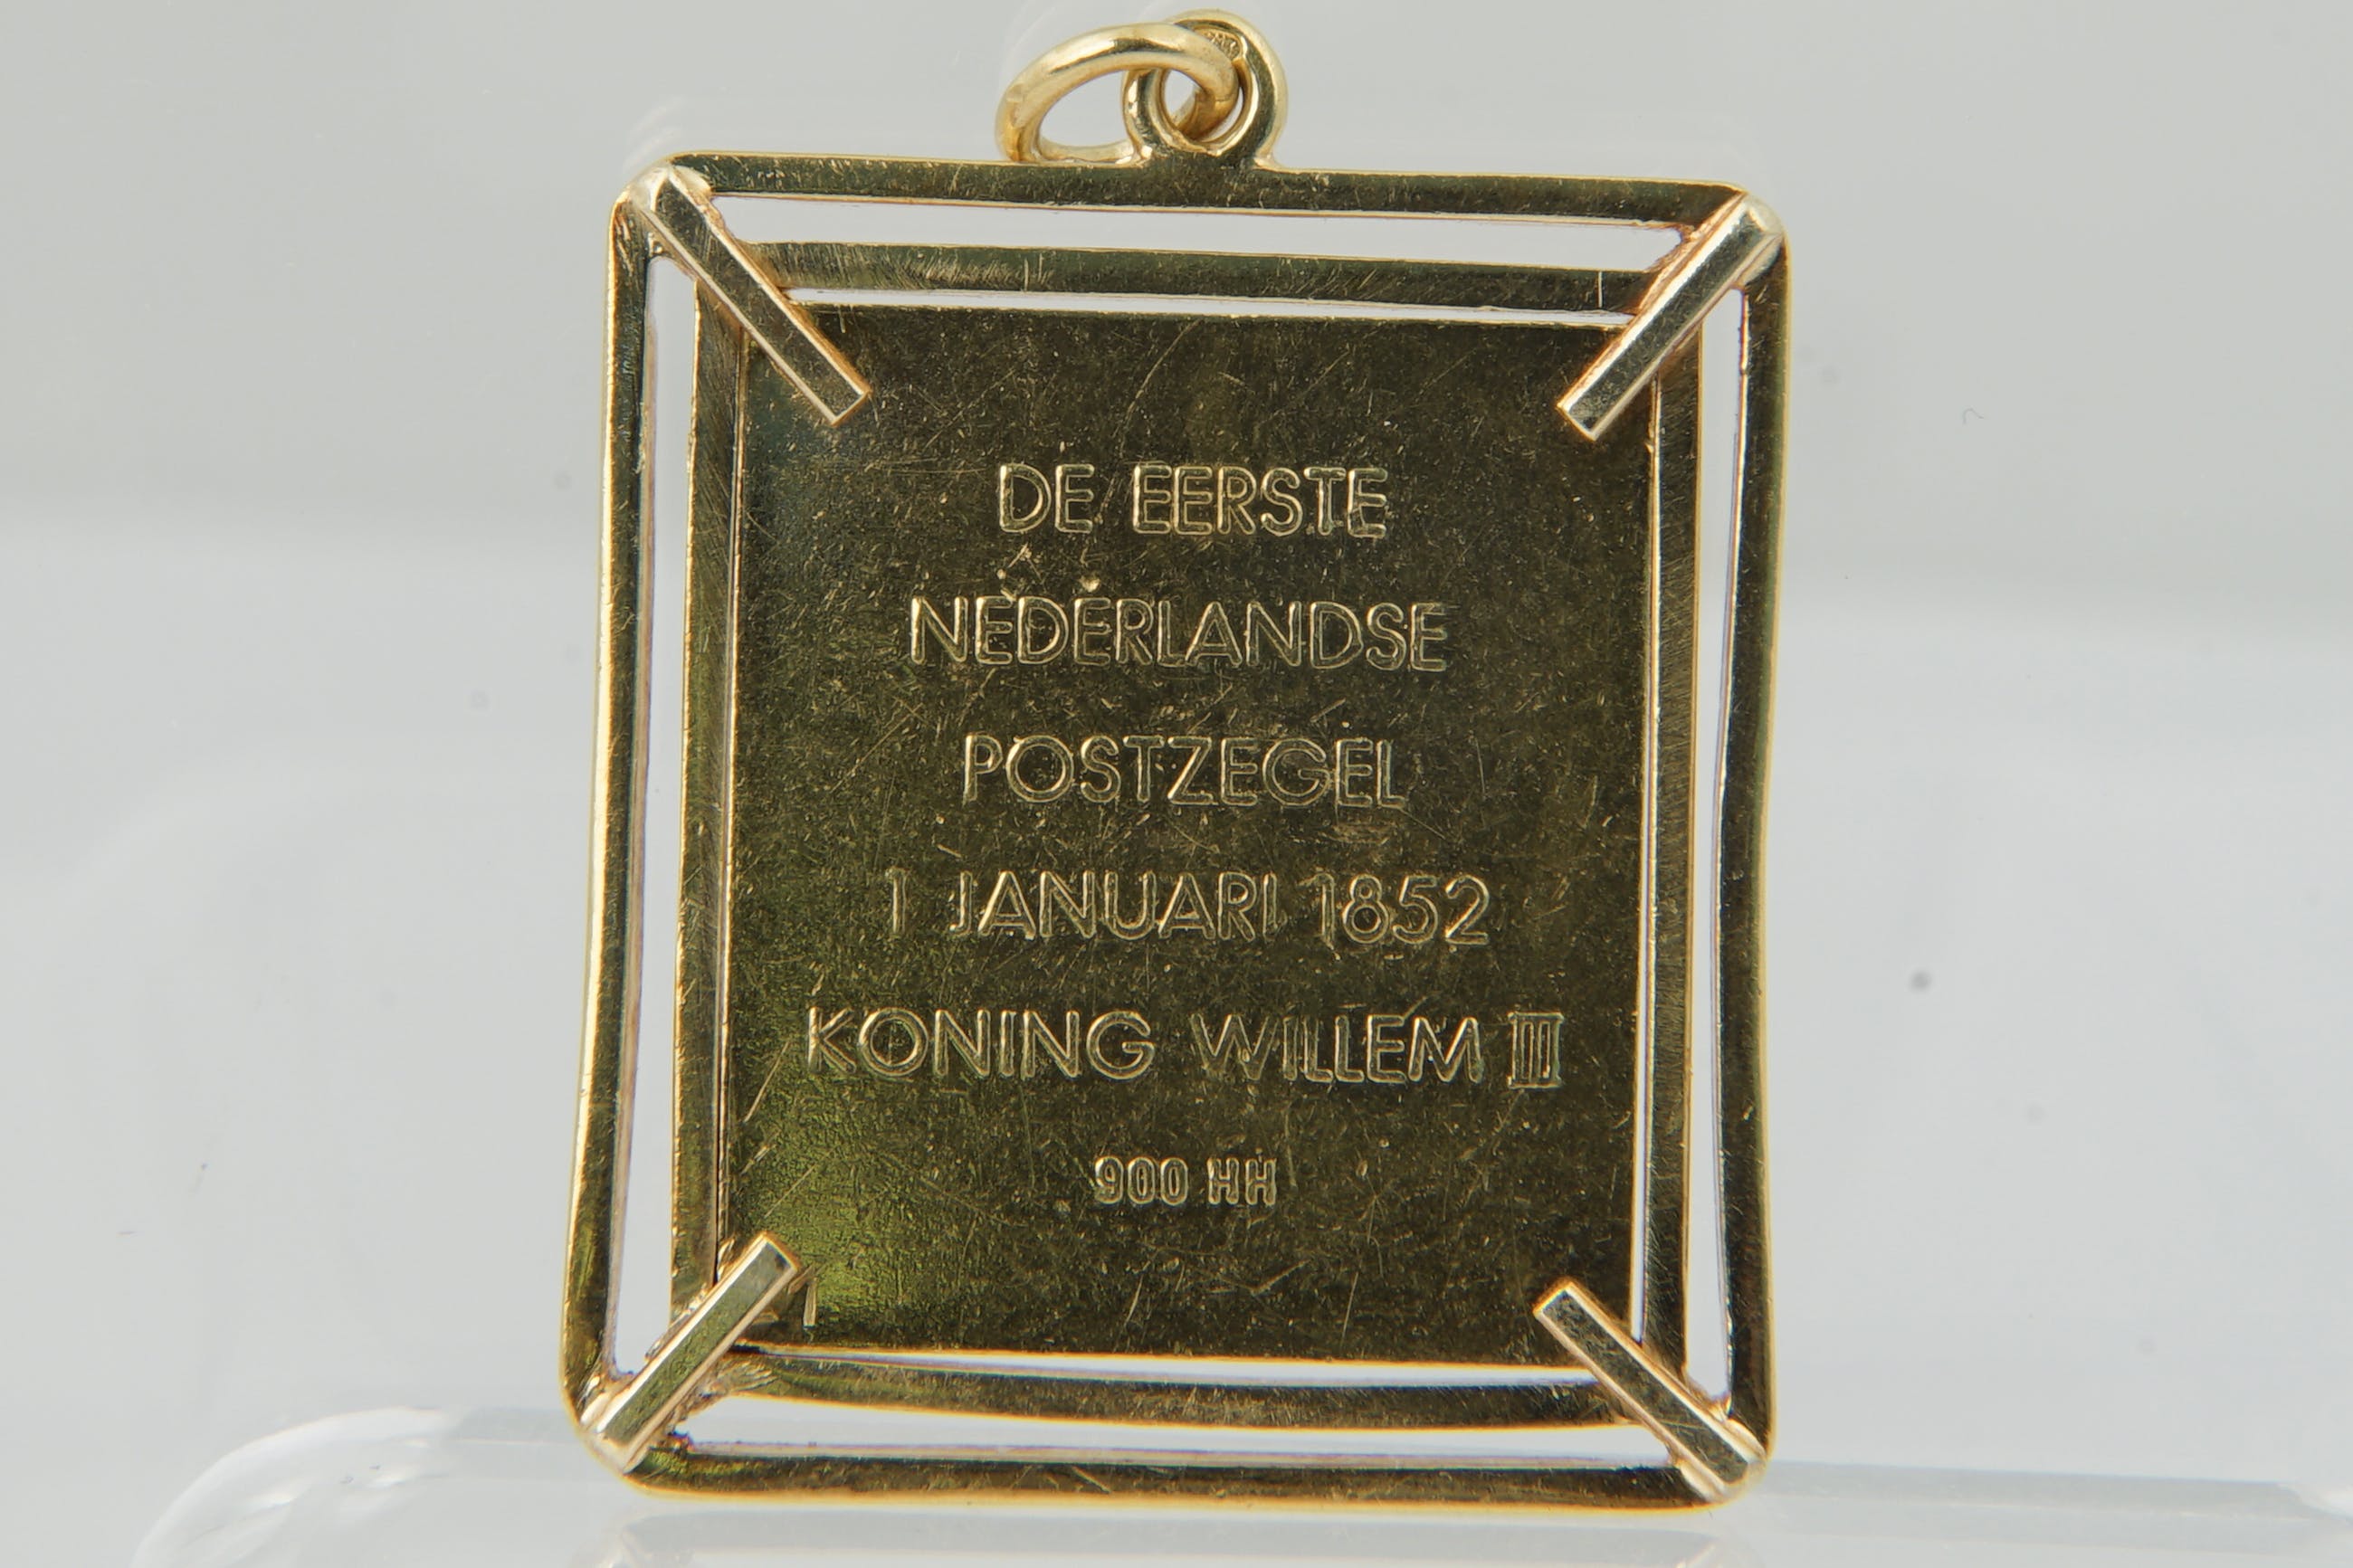 DE EERSTE
NEDERLANDSE
POSTZEGEL
1 JANUARI 1852
KONING WILLEM III
900 HH